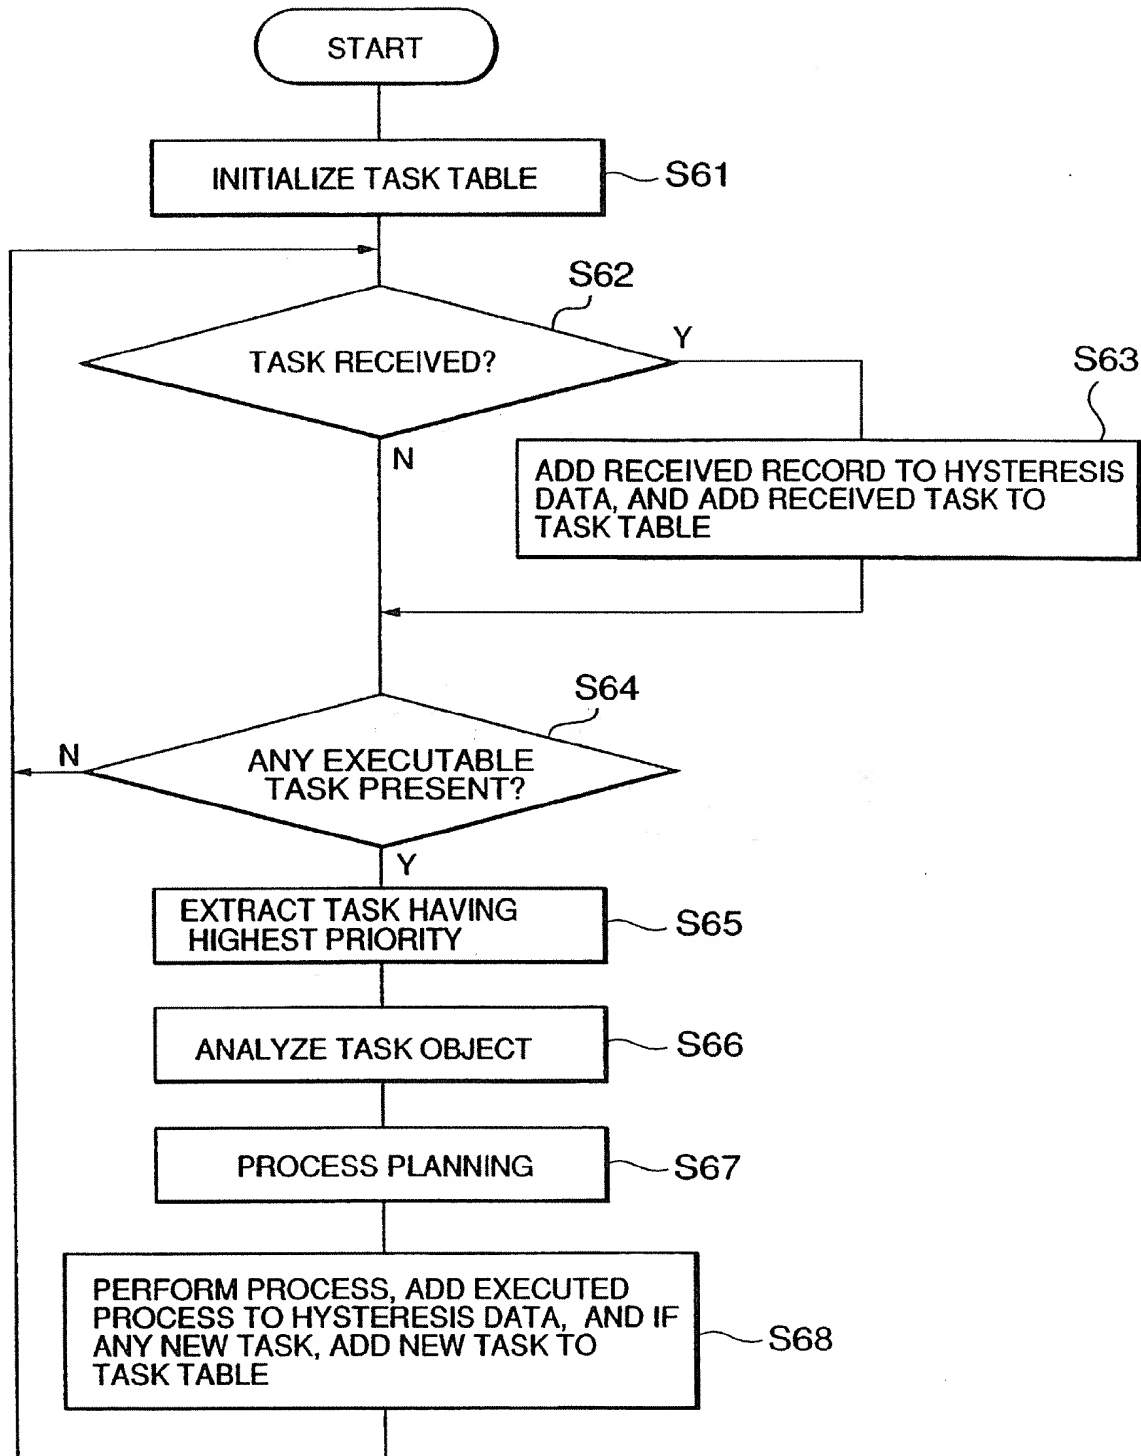 START
INITIALIZE TASK TABLE
S61
S62
TASK RECEIVED?
Y
S63
N
ADD RECEIVED RECORD TO HYSTERESIS
DATA, AND ADD RECEIVED TASK TO
TASK TABLE
S64
N
ANY EXECUTABLE
TASK PRESENT?
Y
EXTRACT TASK HAVING
HIGHEST PRIORITY
S65
ANALYZE TASK OBJECT
S66
PROCESS PLANNING
S67
PERFORM PROCESS, ADD EXECUTED
PROCESS TO HYSTERESIS DATA, AND IF
ANY NEW TASK, ADD NEW TASK TO
TASK TABLE
S68